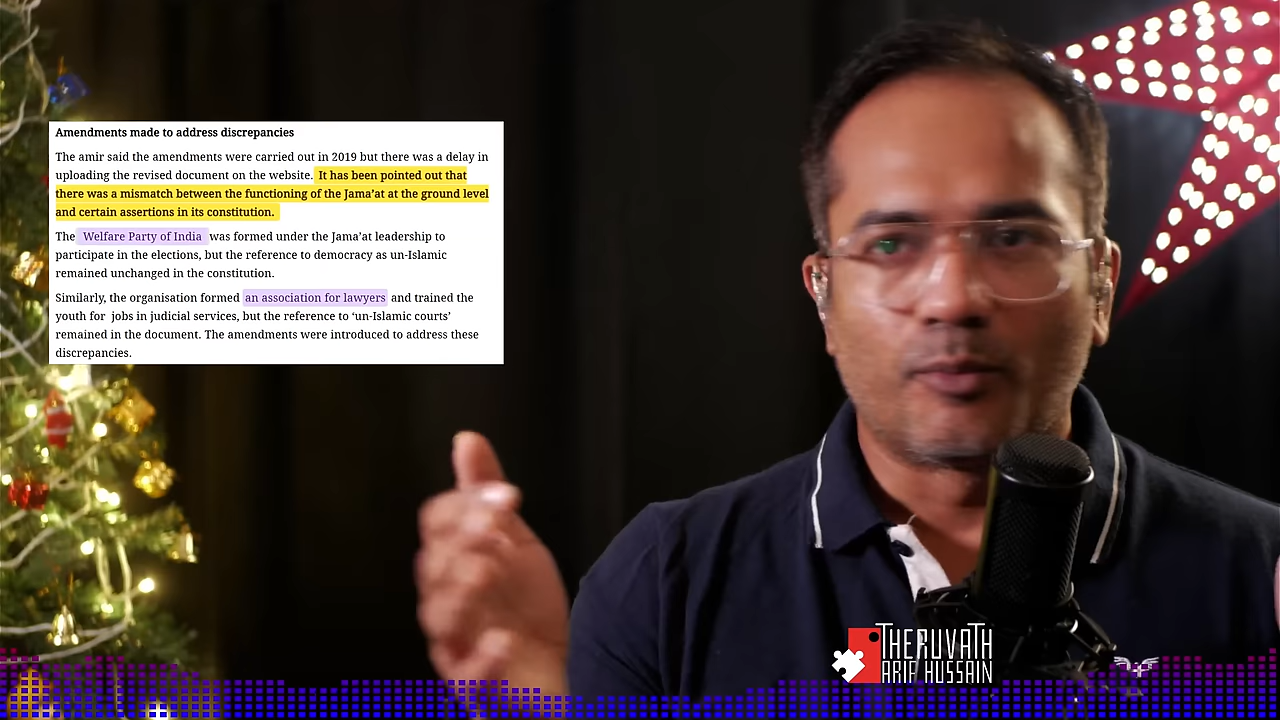 Amendments made to address discrepancies
The amir said the amendments were carried out in 2019 but there was a delay in
uploading the revised document on the website. It has been pointed out that
there was a mismatch between the functioning of the Jama’at at the ground level
and certain assertions in its constitution.
The Welfare Party of India was formed under the Jama’at leadership to
participate in the elections, but the reference to democracy as un-Islamic
remained unchanged in the constitution.
Similarly, the organisation formed an association for lawyers and trained the
youth for jobs in judicial services, but the reference to ‘un-Islamic courts’
remained in the document. The amendments were introduced to address these
discrepancies.
THERUVATH
ARIF HUSSAIN